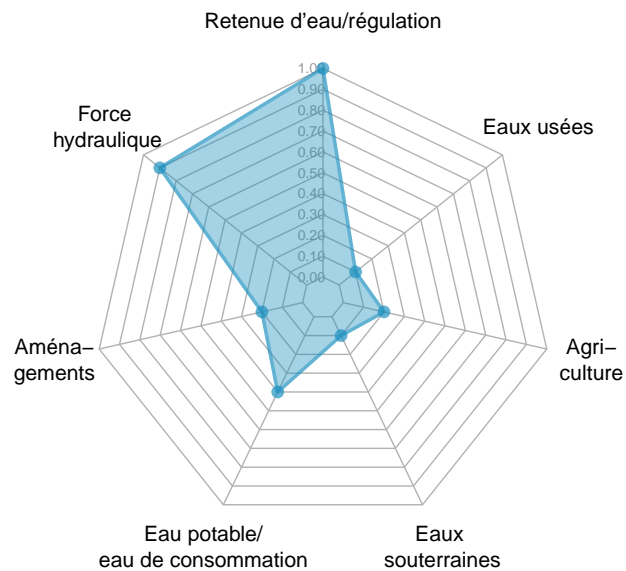 Retenue d'eau/régulation
1.00
0.90
0.80
0.70
0.60
0.50
0.40
0.30
0.20
0.10
0.00
Force
hydraulique
Eaux usées
Aména–
gements
Agri–
culture
Eau potable/
eau de consommation
Eaux
souterraines